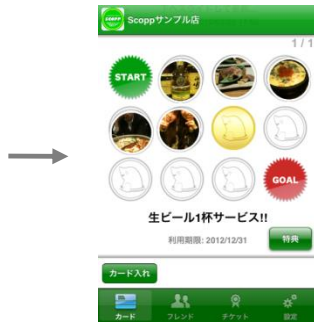 SCOPP
Scoppサンプル店
1 / 1
START
GOAL
生ビール1杯サービス!!
利用期限: 2012/12/31
特典
カード入れ
カード
フレンド
チケット
設定